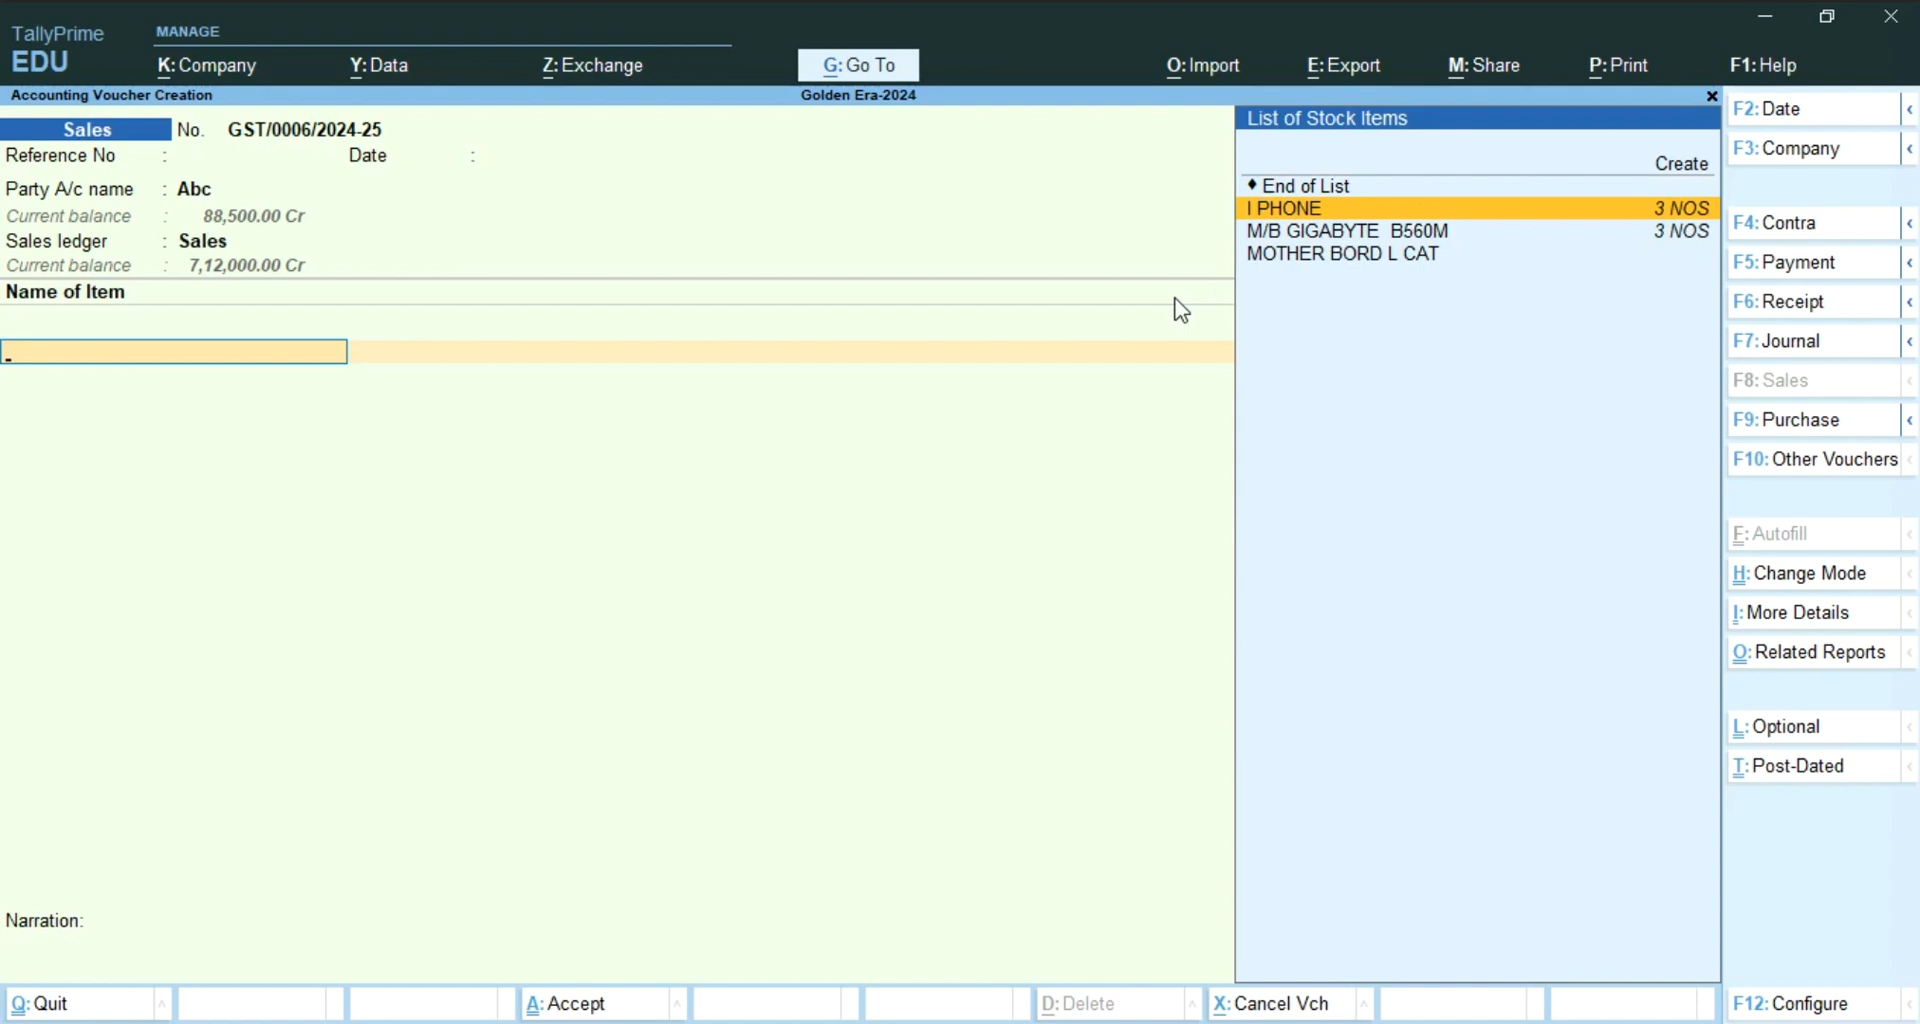 TallyPrime
EDU
MANAGE
K: Company
Y: Data
Z: Exchange
G: Go To
O: Import
E: Export
M: Share
P: Print
F1: Help
Accounting Voucher Creation
Golden Era-2024
Sales No. GST/0006/2024-25
Reference No : Date :
Party A/c name : Abc
Current balance : 88,500.00 Cr
Sales ledger : Sales
Current balance : 7,12,000.00 Cr
Name of Item
Narration:
List of Stock Items
Create
♦ End of List
I PHONE 3 NOS
M/B GIGABYTE B560M 3 NOS
MOTHER BORD L CAT
F2: Date
F3: Company
F4: Contra
F5: Payment
F6: Receipt
F7: Journal
F8: Sales
F9: Purchase
F10: Other Vouchers
F: Autofill
H: Change Mode
I: More Details
O: Related Reports
L: Optional
T: Post-Dated
Q: Quit
A: Accept
D: Delete
X: Cancel Vch
F12: Configure